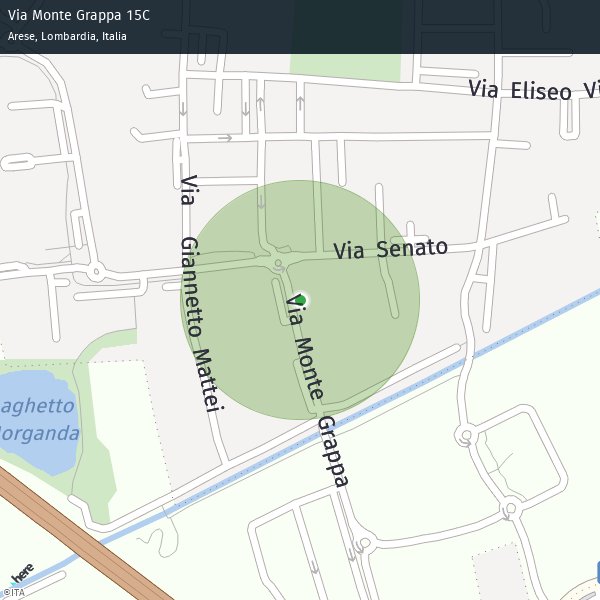 Via Monte Grappa 15C
Arese, Lombardia, Italia
Via Eliseo Vi
Via Senato
Via Giannetto Mattei
Via Monte Grappa
aghetto
Morganda
here
©ITA